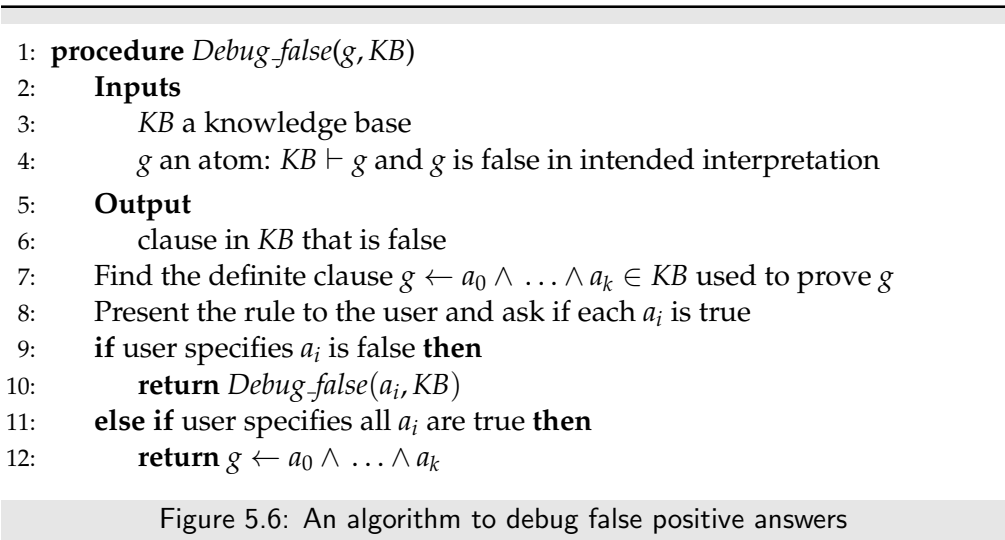 1: procedure Debug_false(g, KB)
2: Inputs
3: KB a knowledge base
4: g an atom: KB ⊢ g and g is false in intended interpretation
5: Output
6: clause in KB that is false
7: Find the definite clause g ← a₀ ∧ … ∧ aₖ ∈ KB used to prove g
8: Present the rule to the user and ask if each aᵢ is true
9: if user specifies aᵢ is false then
10: return Debug_false(aᵢ, KB)
11: else if user specifies all aᵢ are true then
12: return g ← a₀ ∧ … ∧ aₖ
Figure 5.6: An algorithm to debug false positive answers